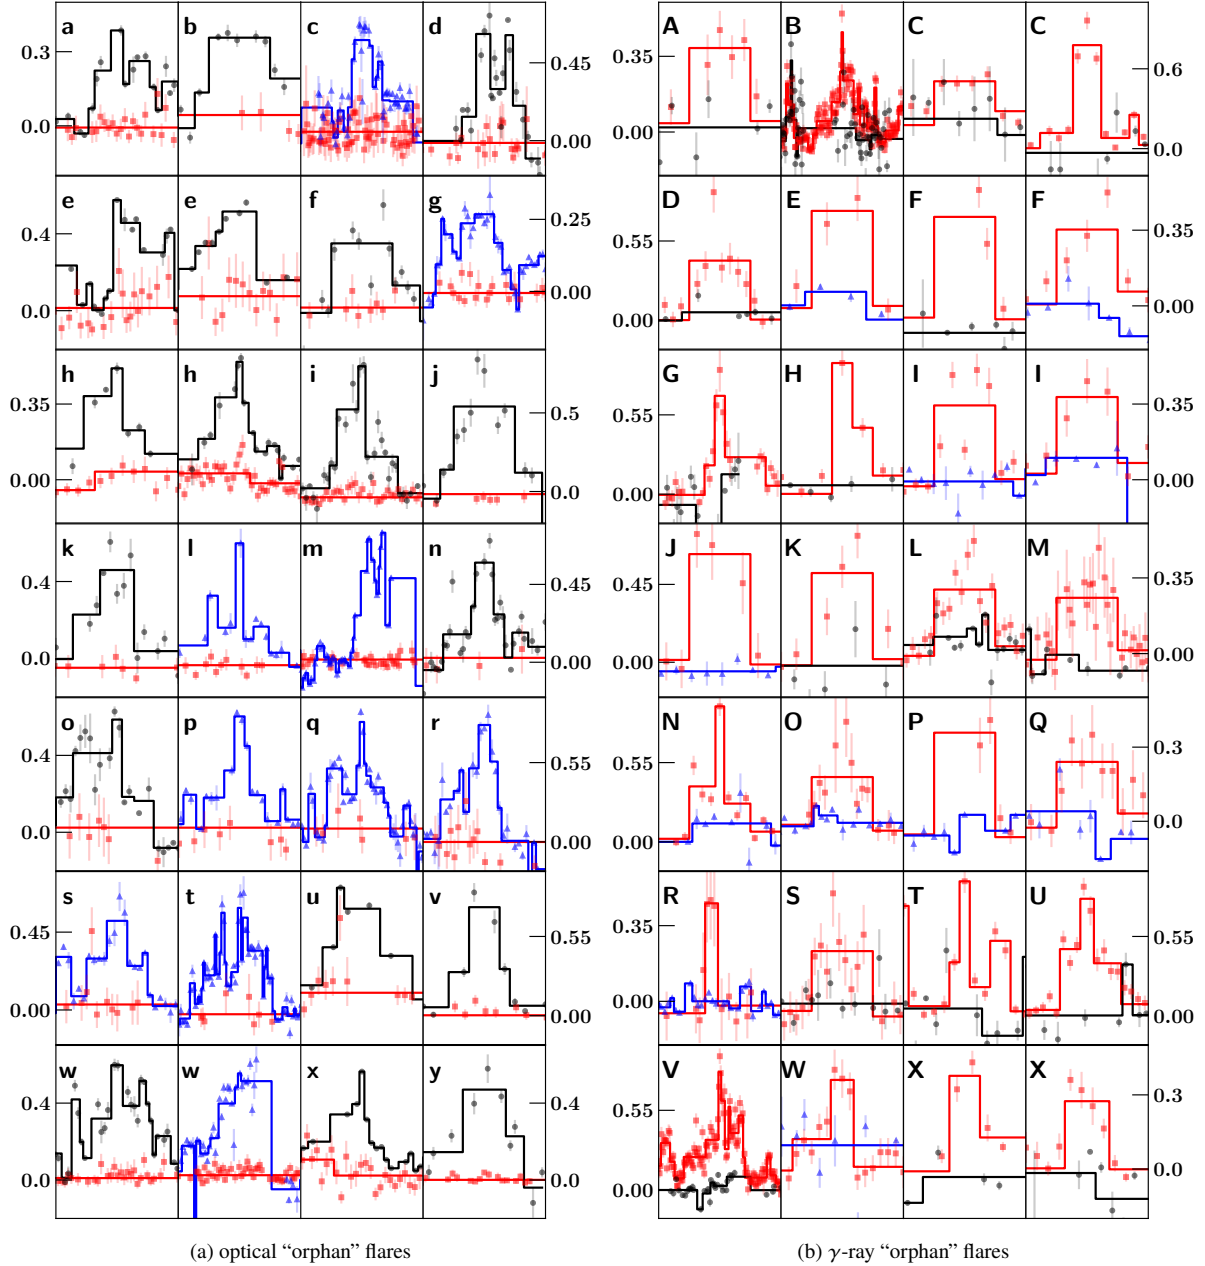 a b c d A B C C
0.3 0.45 0.35 0.6
0.0 0.00 0.00 0.0
e e f g D E F F
0.4 0.25 0.55 0.35
0.0 0.00 0.00 0.00
h h i j G H I I
0.35 0.5 0.55 0.35
0.00 0.0 0.00 0.00
k l m n J K L M
0.4 0.45 0.45 0.35
0.0 0.00 0.00 0.00
o p q r N O P Q
0.4 0.55 0.55 0.3
0.0 0.00 0.00 0.0
s t u v R S T U
0.45 0.55 0.35 0.55
0.00 0.00 0.00 0.00
w w x y V W X X
0.4 0.4 0.55 0.3
0.0 0.0 0.00 0.0
(a) optical “orphan” flares
(b) γ-ray “orphan” flares